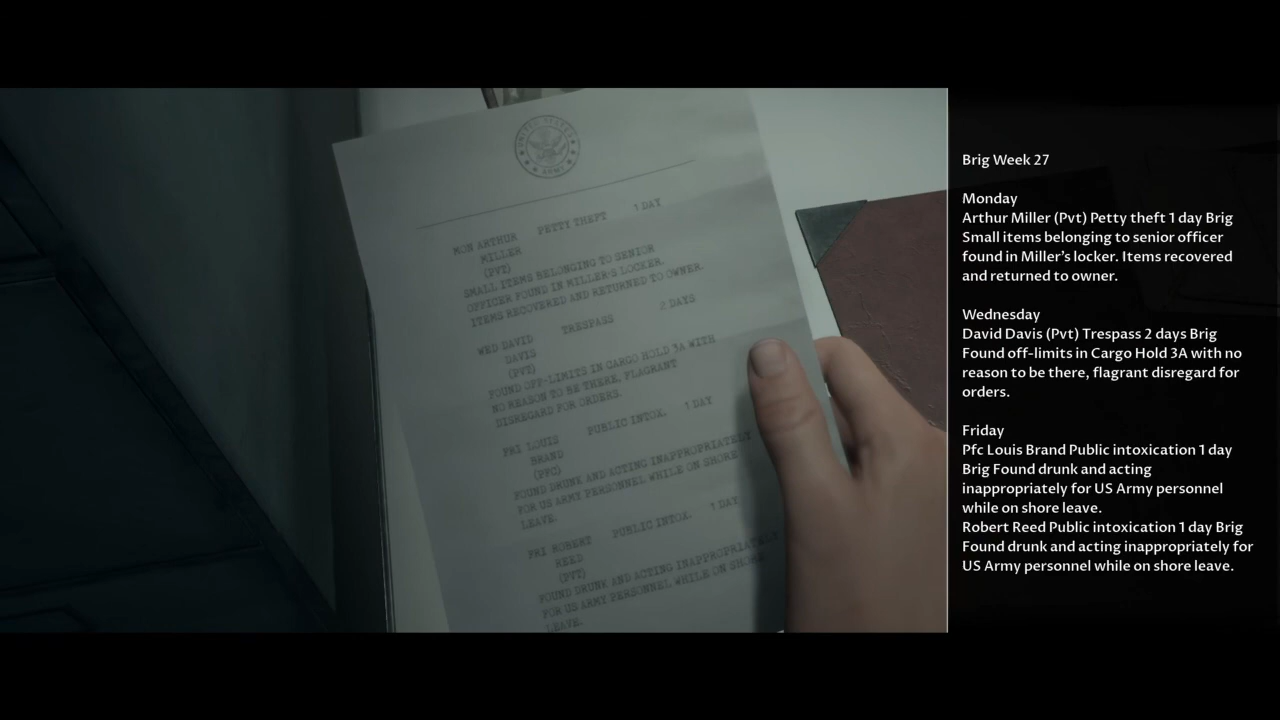 UNITED STATES
ARMY
MON ARTHUR PETTY THEFT 1 DAY
MILLER
(PVT)
SMALL ITEMS BELONGING TO SENIOR
OFFICER FOUND IN MILLER'S LOCKER.
ITEMS RECOVERED AND RETURNED TO OWNER.
WED DAVID TRESPASS 2 DAYS
DAVIS
(PVT)
FOUND OFF-LIMITS IN CARGO HOLD 3A WITH
NO REASON TO BE THERE, FLAGRANT
DISREGARD FOR ORDERS.
FRI LOUIS PUBLIC INTOX. 1 DAY
BRAND
(PFC)
FOUND DRUNK AND ACTING INAPPROPRIATELY
FOR US ARMY PERSONNEL WHILE ON SHORE
LEAVE.
FRI ROBERT PUBLIC INTOX. 1 DAY
REED
(PVT)
FOUND DRUNK AND ACTING INAPPROPRIATELY
FOR US ARMY PERSONNEL WHILE ON SHORE
LEAVE.
Brig Week 27
Monday
Arthur Miller (Pvt) Petty theft 1 day Brig
Small items belonging to senior officer
found in Miller's locker. Items recovered
and returned to owner.
Wednesday
David Davis (Pvt) Trespass 2 days Brig
Found off-limits in Cargo Hold 3A with no
reason to be there, flagrant disregard for
orders.
Friday
Pfc Louis Brand Public intoxication 1 day
Brig Found drunk and acting
inappropriately for US Army personnel
while on shore leave.
Robert Reed Public intoxication 1 day Brig
Found drunk and acting inappropriately for
US Army personnel while on shore leave.